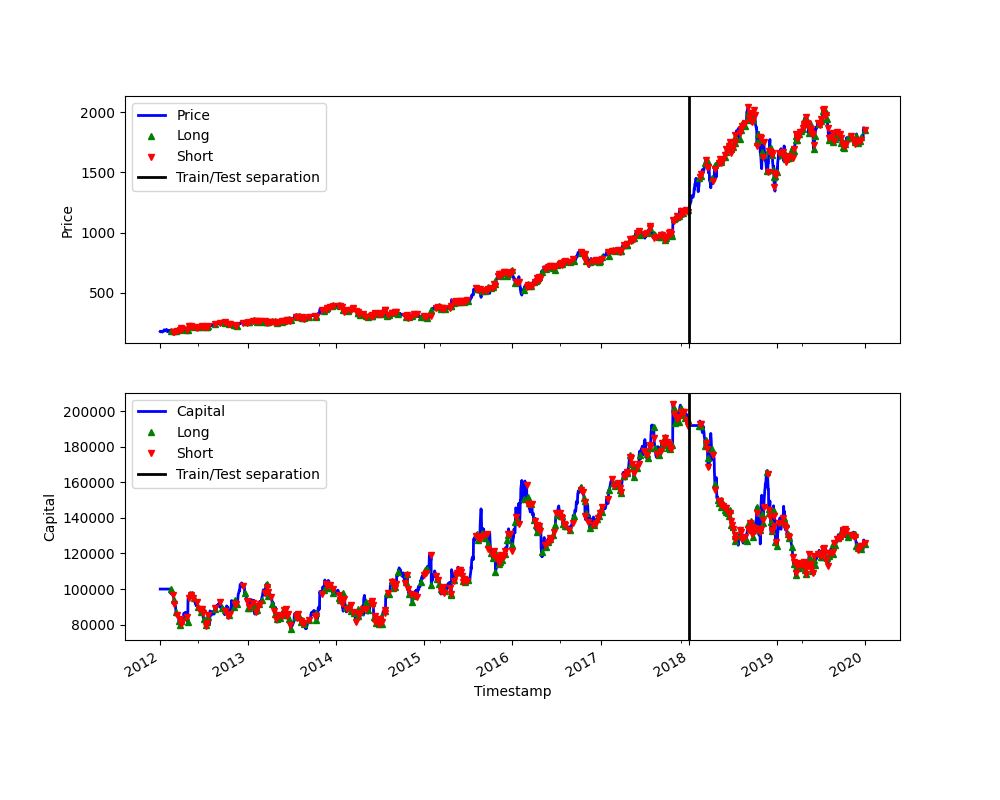 2000
1500
1000
500
Price
Price
Long
Short
Train/Test separation
200000
180000
160000
140000
120000
100000
80000
Capital
Capital
Long
Short
Train/Test separation
2012 2013 2014 2015 2016 2017 2018 2019 2020
Timestamp